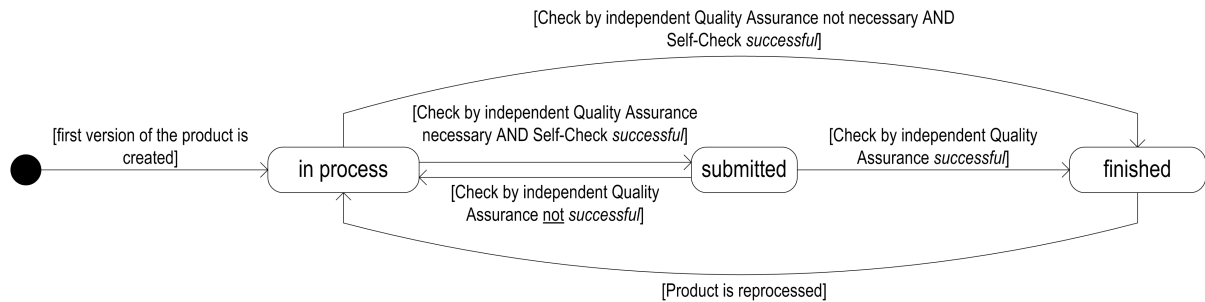 [Check by independent Quality Assurance not necessary AND
Self-Check successful]
[Check by independent Quality Assurance
necessary AND Self-Check successful]
[first version of the product is
created]
[Check by independent Quality
Assurance successful]
in process
submitted
finished
[Check by independent Quality
Assurance not successful]
[Product is reprocessed]